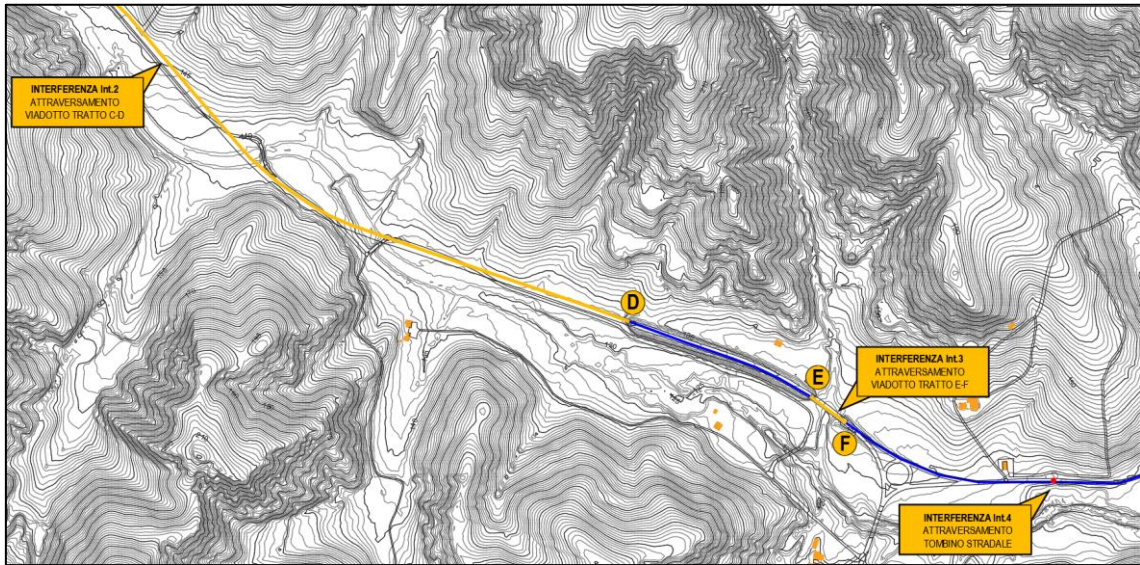 INTERFERENZA Int.2
ATTRAVERSAMENTO
VIADOTTO TRATTO C-D
D
E
INTERFERENZA Int.3
ATTRAVERSAMENTO
VIADOTTO TRATTO E-F
F
INTERFERENZA Int.4
ATTRAVERSAMENTO
TOMBINO STRADALE